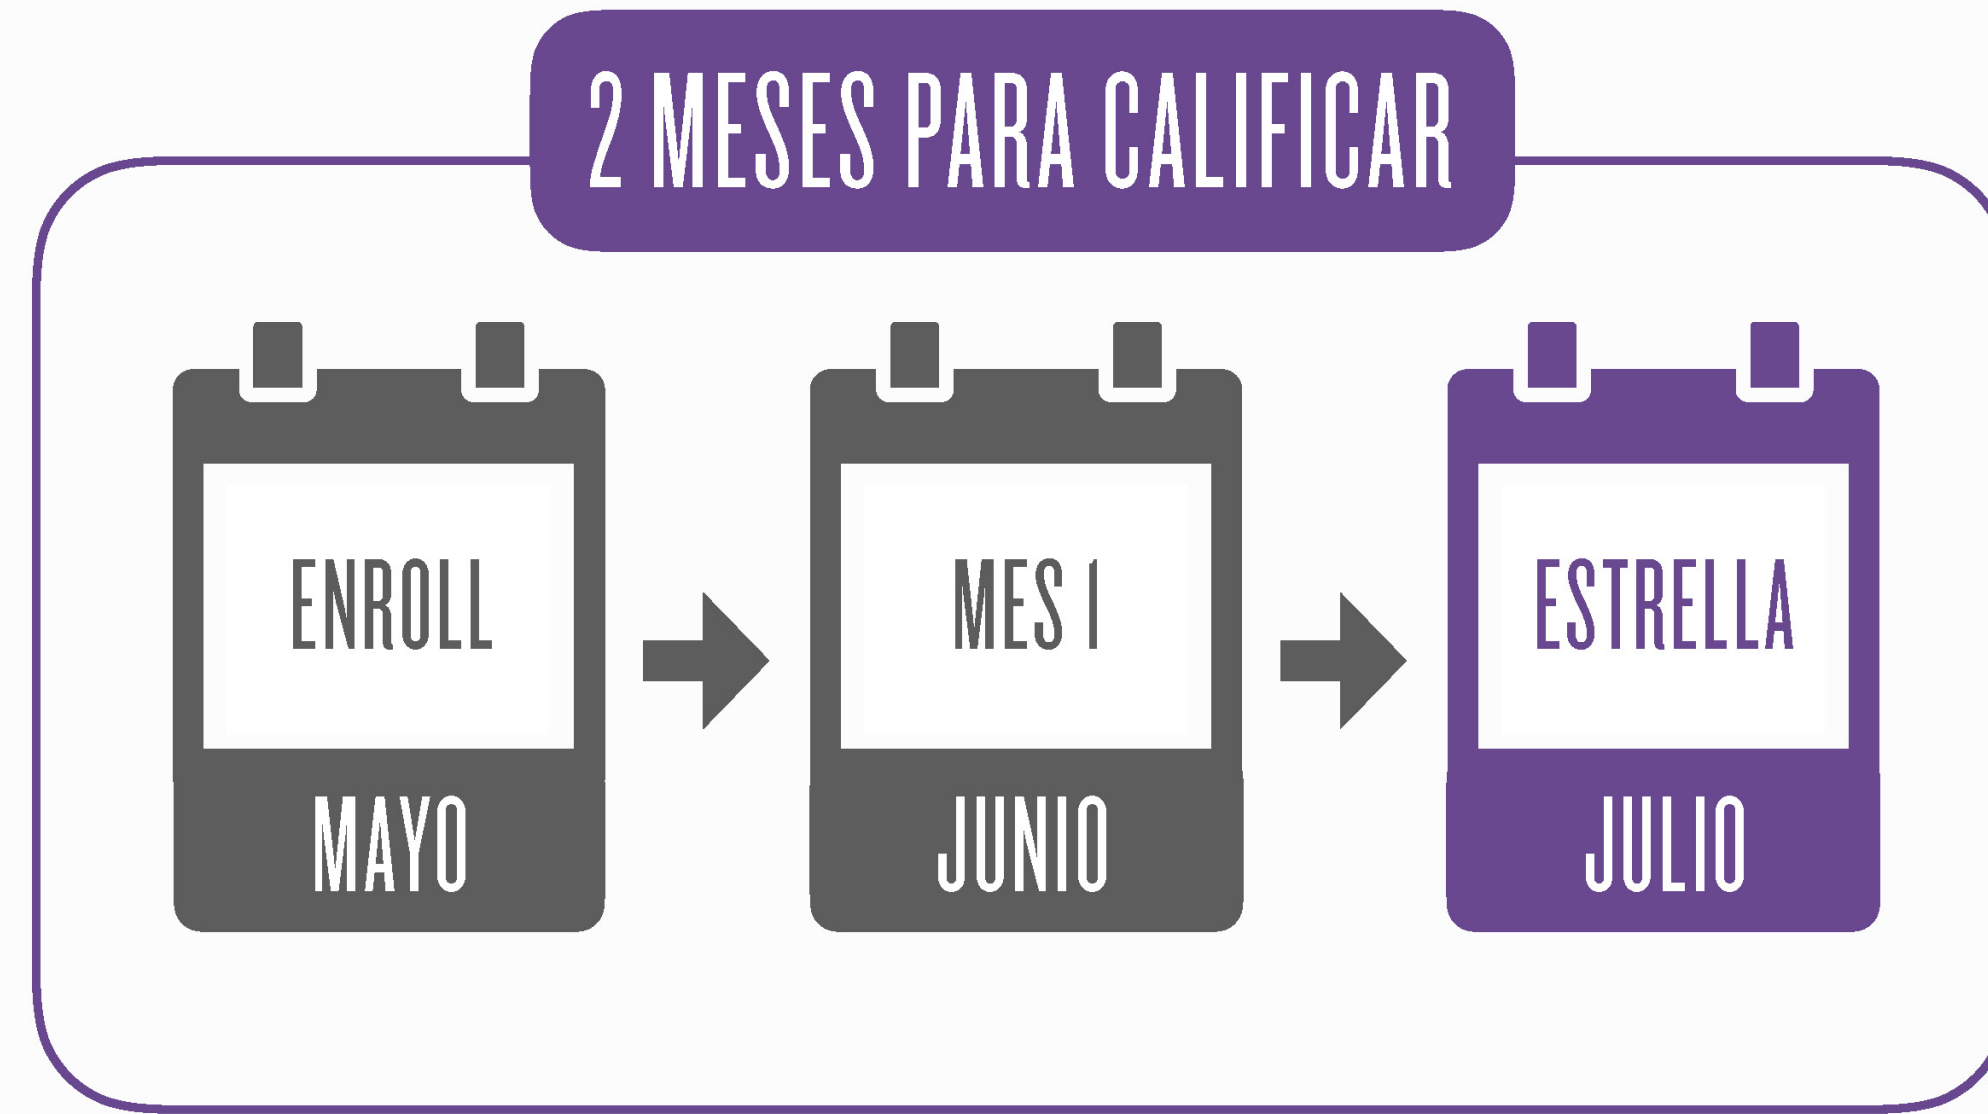 2 MESES PARA CALIFICAR
ENROLL
MES 1
ESTRELLA
MAYO
JUNIO
JULIO